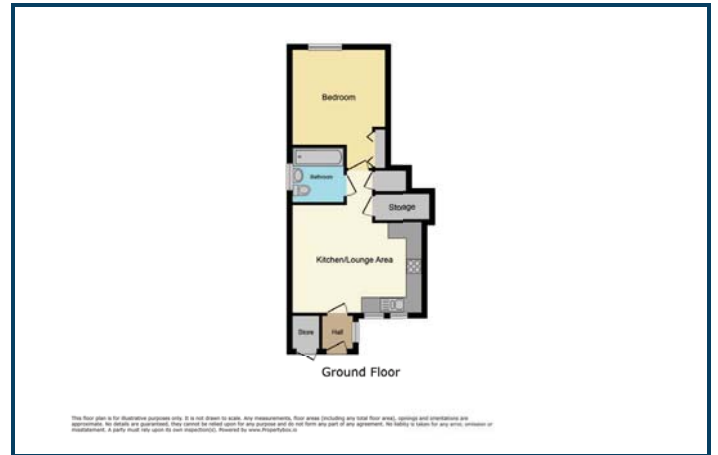 Bedroom
Bathroom
Storage
Kitchen/Lounge Area
Store
Hall
Ground Floor
This floor plan is for illustrative purposes only. It is not drawn to scale. Any measurements, floor areas (including any total floor area), openings and orientations are
approximate. No details are guaranteed, they cannot be relied upon for any purpose and do not form any part of any agreement. No liability is taken for any error, omission or
misstatement. A party must rely upon its own inspection(s). Powered by www.Propertybox.io